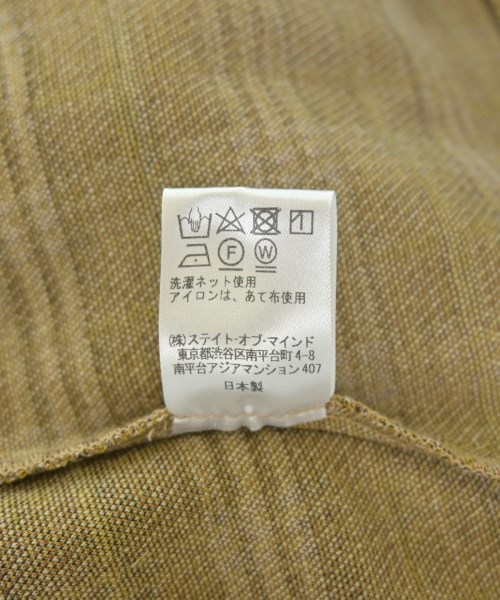 F W
洗濯ネット使用
アイロンは、あて布使用
(株)ステイト・オブ・マインド
東京都渋谷区南平台町4-8
南平台アジアマンション407
日本製